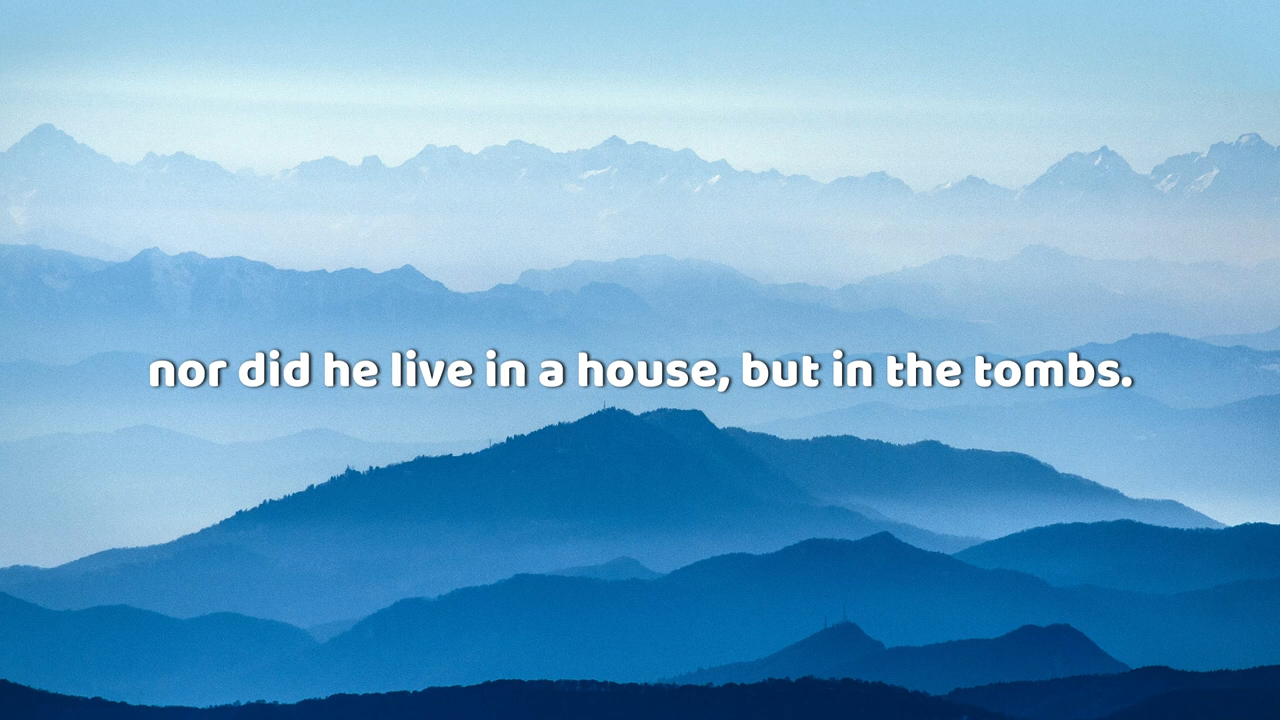 nor did he live in a house, but in the tombs.